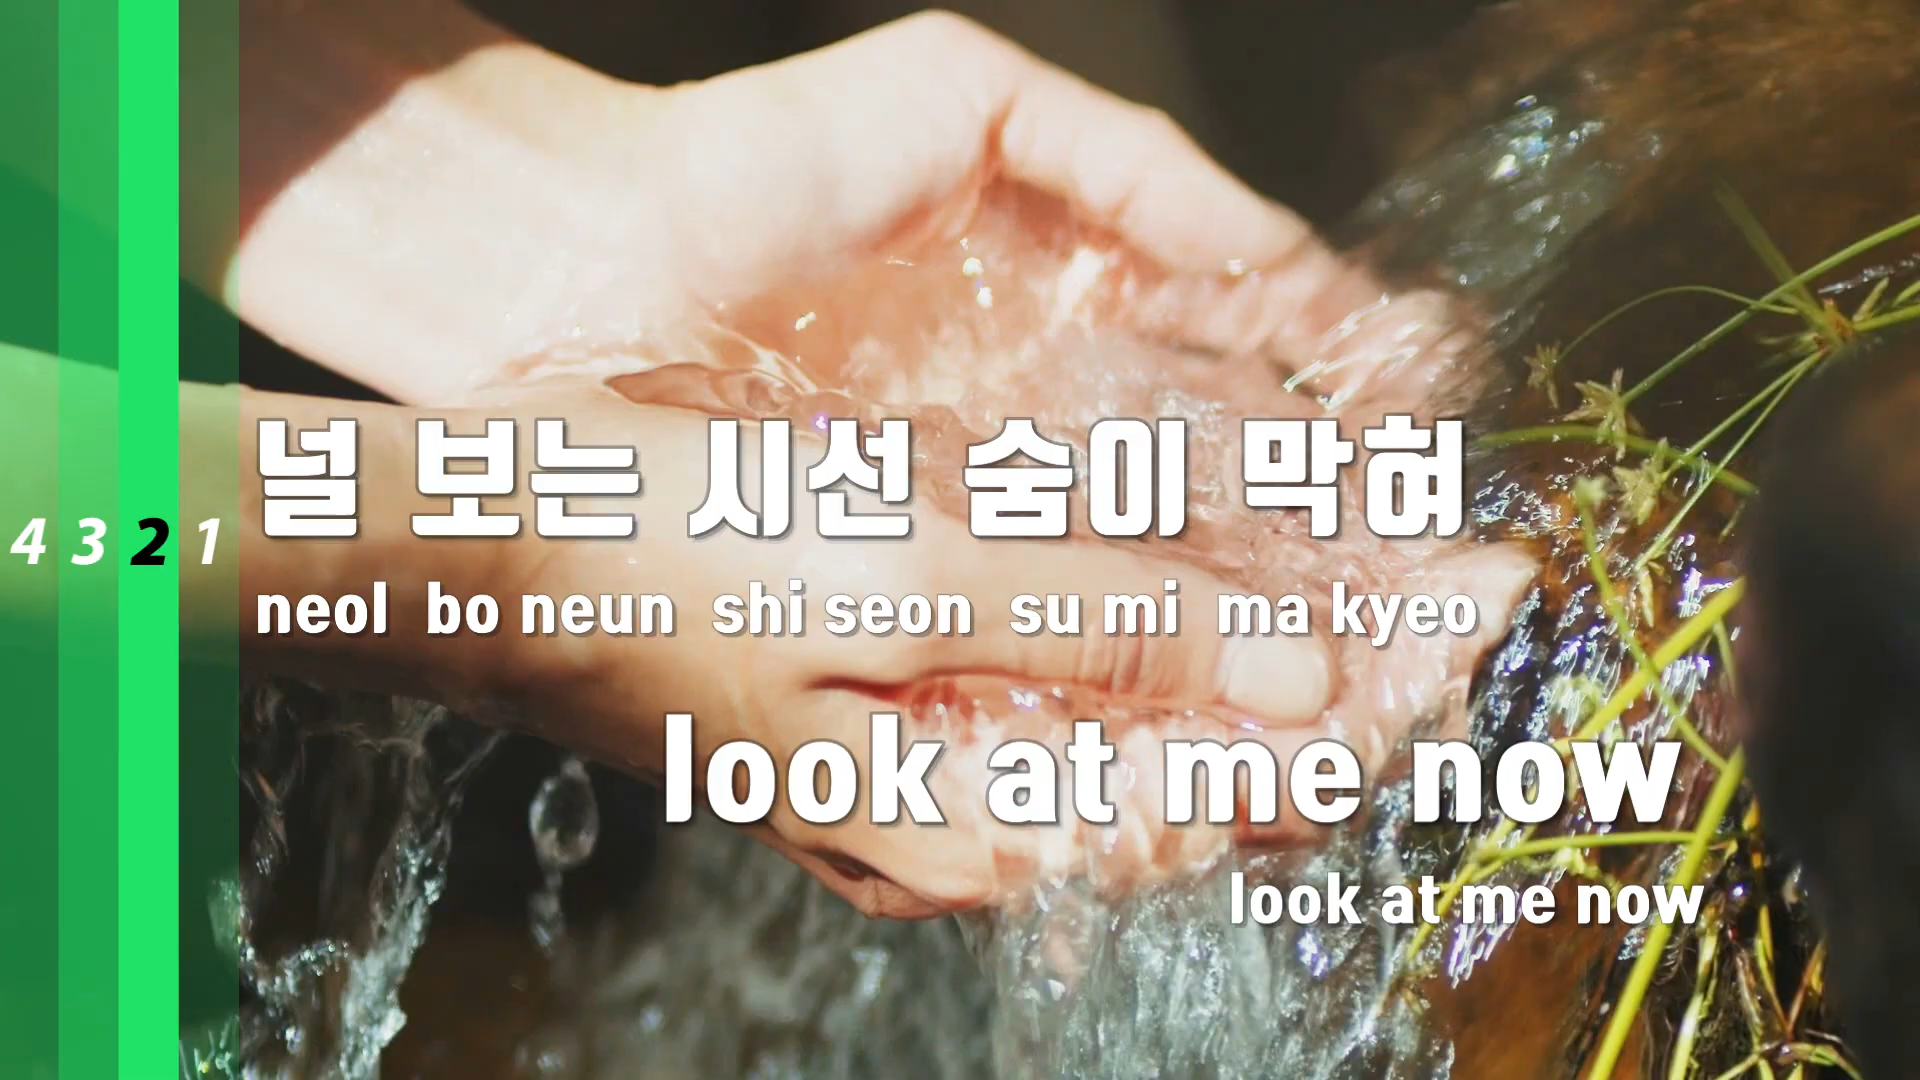 4 3 2 1
널 보는 시선 숨이 막혀
neol bo neun shi seon su mi ma kyeo
look at me now
look at me now